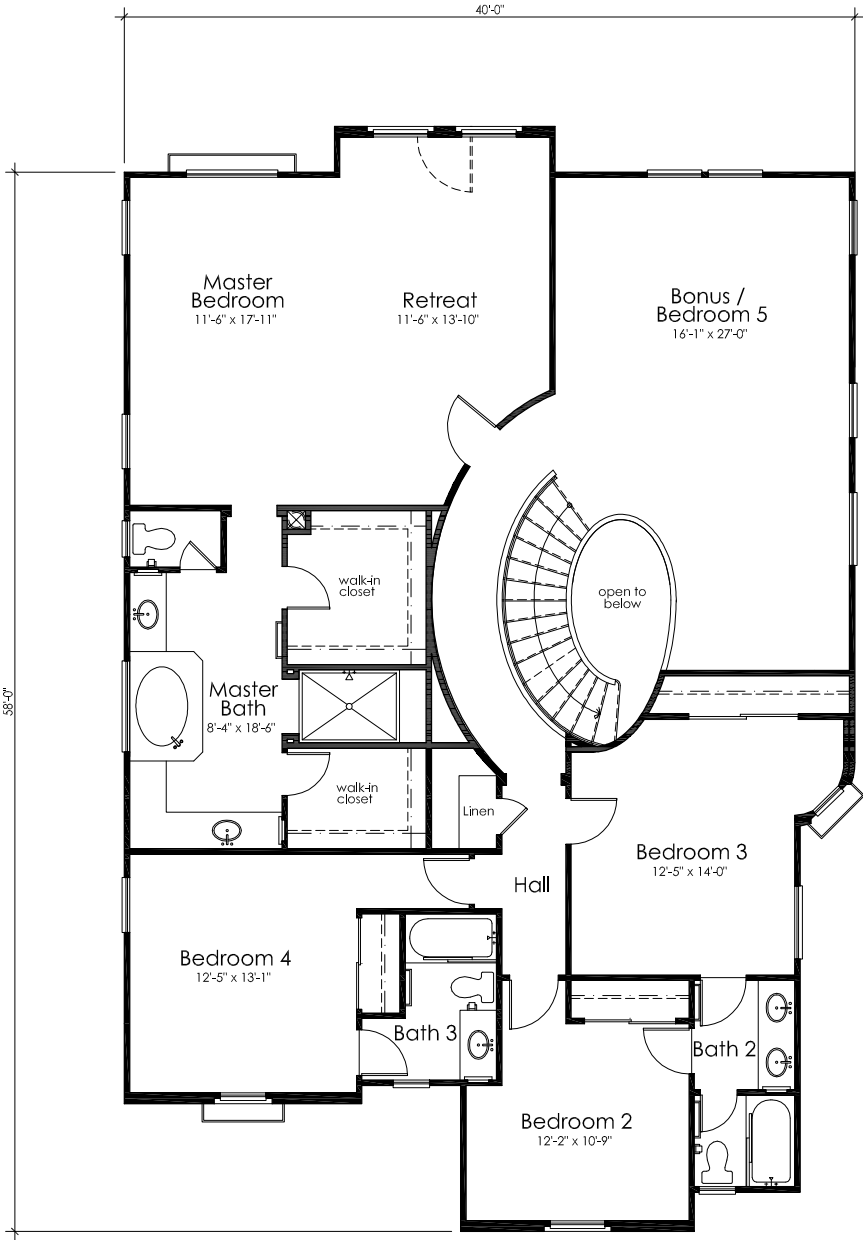 40'-0"
58'-0"
Master
Bedroom
11'-6" x 17'-11"
Retreat
11'-6" x 13'-10"
Bonus /
Bedroom 5
16'-1" x 27'-0"
walk-in
closet
open to
below
Master
Bath
8'-4" x 18'-6"
walk-in
closet
Linen
Bedroom 3
12'-5" x 14'-0"
Hall
Bedroom 4
12'-5" x 13'-1"
Bath 3
Bath 2
Bedroom 2
12'-2" x 10'-9"